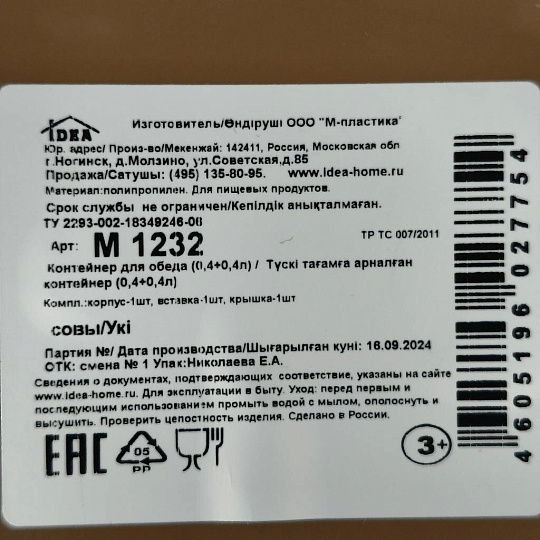 IDEA
Изготовитель/Өндіруші ООО "М-пластика"
Юр. адрес/ Произ-во/Мекенжай: 142411, Россия, Московская обл
г.Ногинск, д.Молзино, ул.Советская,д.85
Продажа/Сатушы: (495) 135-80-95. www.idea-home.ru
Материал:полипропилен. Для пищевых продуктов.
Срок службы не ограничен/Кепілдік анықталмаған.
ТУ 2293-002-18349246-06
Арт: М 1232
ТР ТС 007/2011
Контейнер для обеда (0,4+0,4л) / Түскі тағамға арналған
контейнер (0,4+0,4л)
Компл.:корпус-1шт, вставка-1шт, крышка-1шт
совы/Үкі
Партия №/ Дата производства/Шығарылған күні: 16.09.2024
ОТК: смена № 1 Упак:Николаева Е.А.
Сведения о документах, подтверждающих соответствие, указаны на сайте
www.idea-home.ru. Для эксплуатации в быту. Уход: перед первым и
последующим использованием промыть водой с мылом, ополоснуть и
высушить. Проверить целостность изделия. Сделано в России.
ЕАС
05
PP
3+
4605196027754